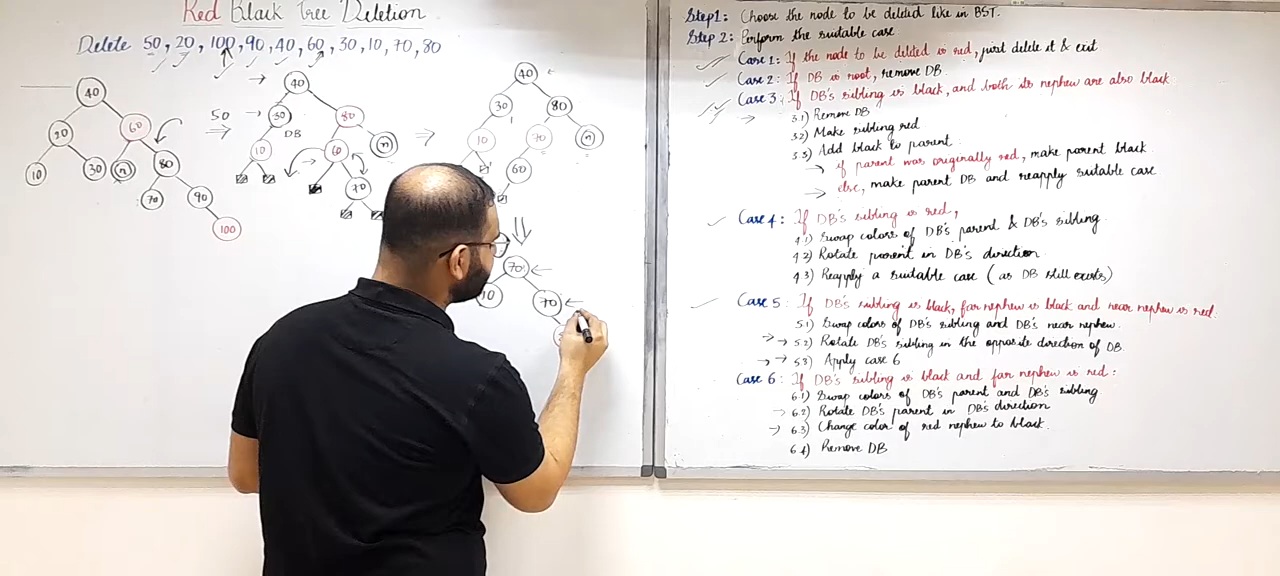 Red Black Tree Deletion
Delete 50, 20, 100, 90, 40, 60, 30, 10, 70, 80
40
20
60
10
30
n
80
70
90
100
50
40
30
DB
80
10
60
n
70
40
30
80
10
70
n
60
70
10
70
Step1: Choose the node to be deleted like in BST.
Step 2: Perform the suitable case
Case 1: If the node to be deleted is red, just delete it & exit
Case 2: If DB is root, remove DB.
Case 3: If DB's sibling is black, and both its nephew are also black
3.1) Remove DB
3.2) Make sibling red
3.3) Add black to parent.
if parent was originally red, make parent black
else, make parent DB and reapply suitable case
Case 4: If DB's sibling is red,
4.1) Swap colors of DB's parent & DB's sibling
4.2) Rotate parent in DB's direction
4.3) Reapply a suitable case (as DB still exists)
Case 5: If DB's sibling is black, far nephew is black and near nephew is red.
5.1) Swap colors of DB's sibling and DB's near nephew.
5.2) Rotate DB's sibling in the opposite direction of DB.
5.3) Apply case 6
Case 6: If DB's sibling is black and far nephew is red:
6.1) Swap colors of DB's parent and DB's sibling
6.2) Rotate DB's parent in DB's direction
6.3) Change color of red nephew to black.
6.4) Remove DB